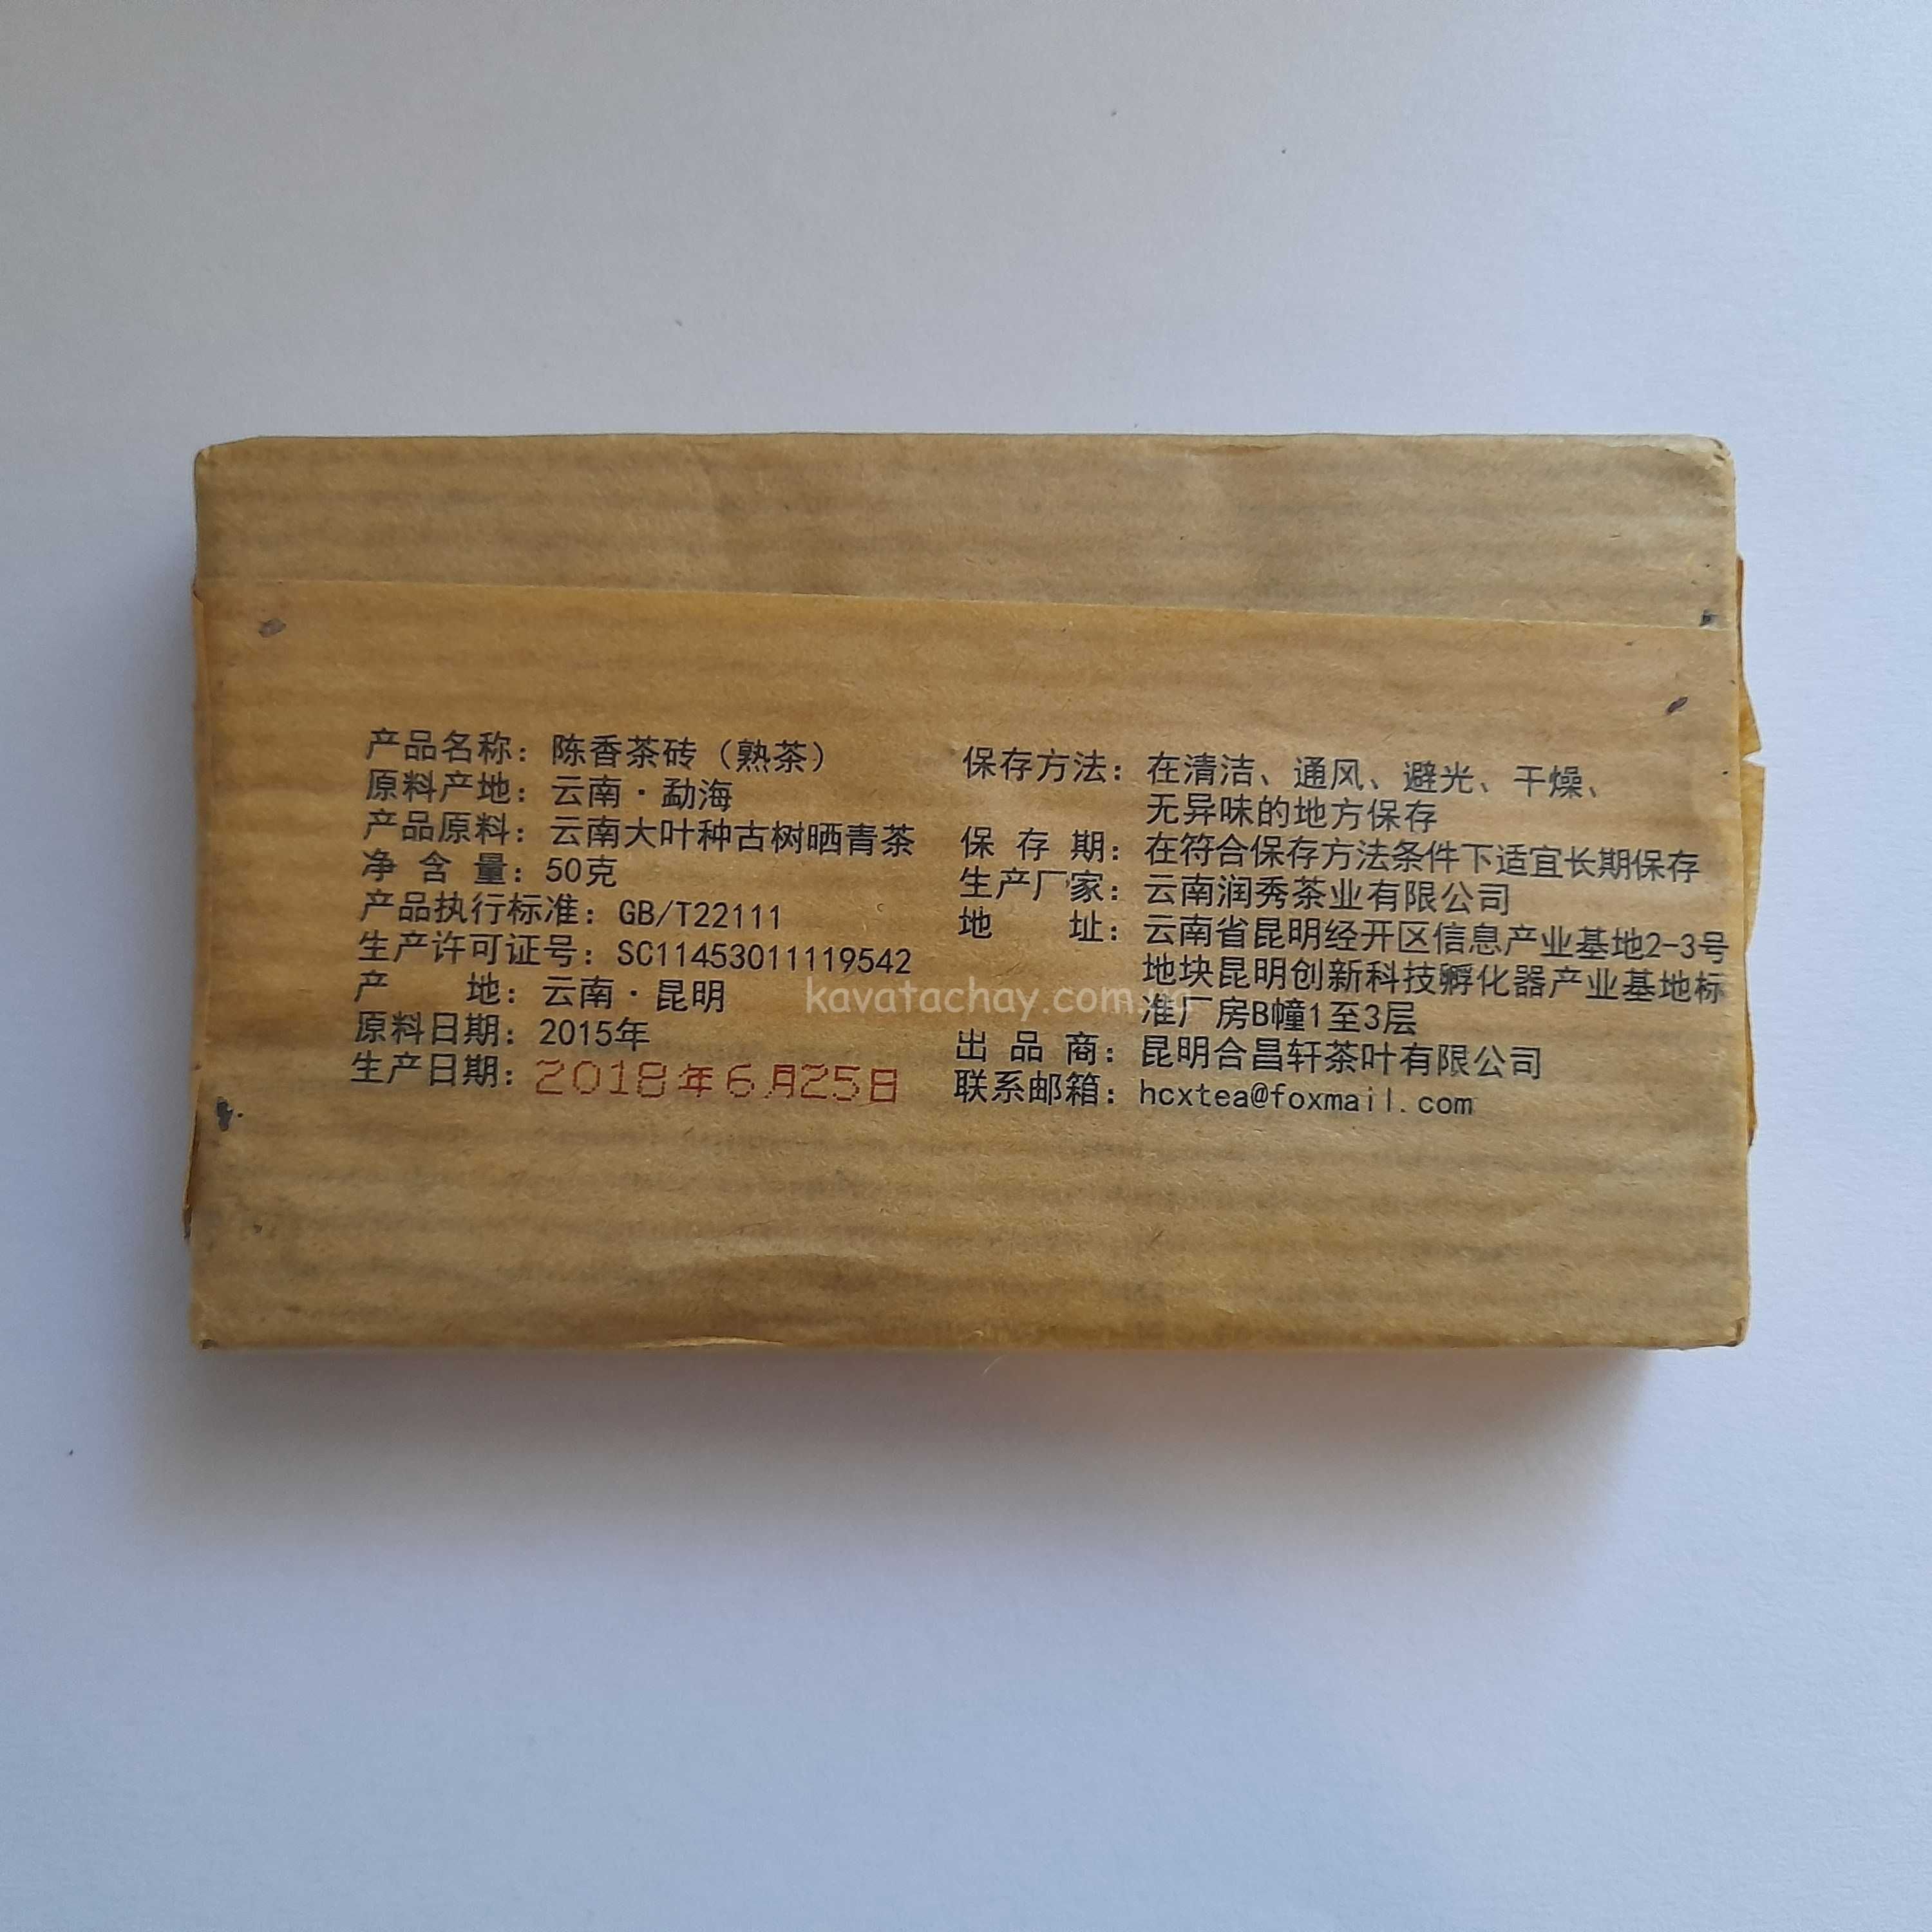 产品名称：陈香茶砖（熟茶）
原料产地：云南·勐海
产品原料：云南大叶种古树晒青茶
净 含 量：50克
产品执行标准：GB/T22111
生产许可证号：SC11453011119542
产 地：云南·昆明
原料日期：2015年
生产日期：2018年6月25日
保存方法：在清洁、通风、避光、干燥、
无异味的地方保存
保 存 期：在符合保存方法条件下适宜长期保存
生产厂家：云南润秀茶业有限公司
地 址：云南省昆明经开区信息产业基地2-3号
地块昆明创新科技孵化器产业基地标
准厂房B幢1至3层
出 品 商：昆明合昌轩茶叶有限公司
联系邮箱：hcxtea@foxmail.com
kavatachay.com